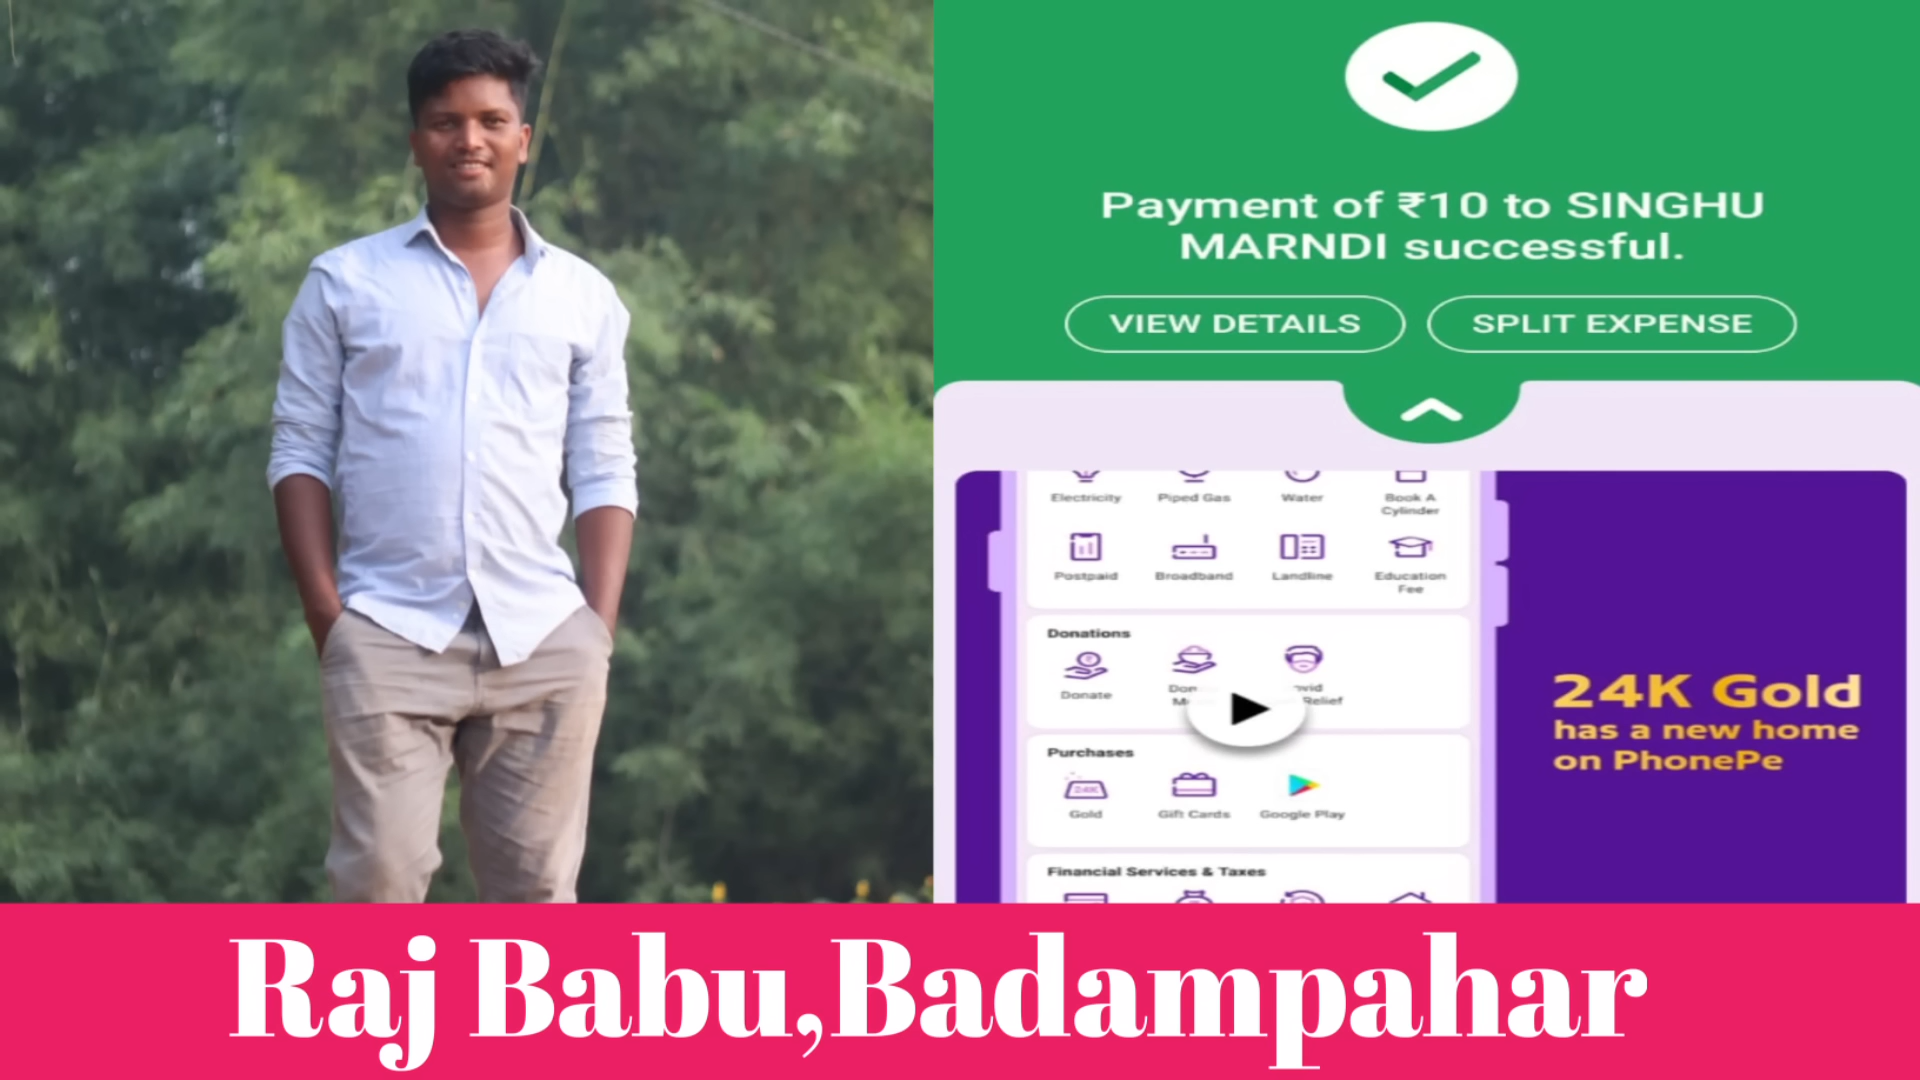 Payment of ₹10 to SINGHU
MARNDI successful.
VIEW DETAILS
SPLIT EXPENSE
Electricity
Piped Gas
Water
Book A
Cylinder
Postpaid
Broadband
Landline
Education
Fee
Donations
Donate
Relief
Purchases
24K
Gold
Gift Cards
Google Play
Financial Services & Taxes
24K Gold
has a new home
on PhonePe
Raj Babu,Badampahar